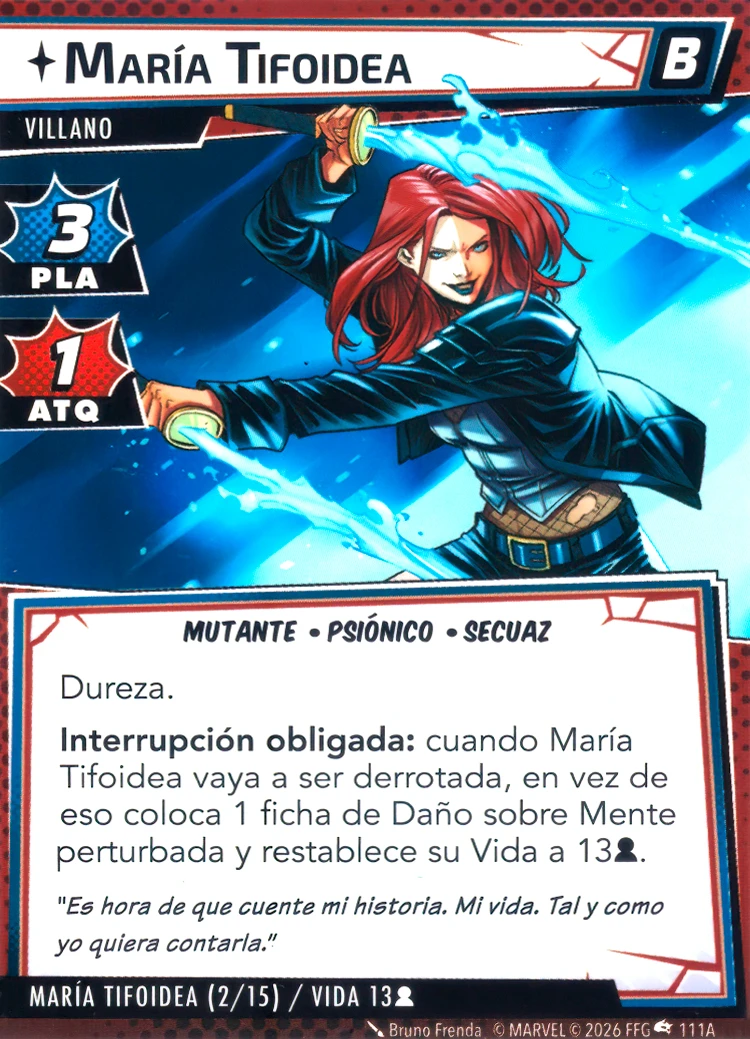 MARÍA TIFOIDEA
B
VILLANO
3
PLA
1
ATQ
MUTANTE • PSIÓNICO • SECUAZ
Dureza.
Interrupción obligada: cuando María
Tifoidea vaya a ser derrotada, en vez de
eso coloca 1 ficha de Daño sobre Mente
perturbada y restablece su Vida a 13.
"Es hora de que cuente mi historia. Mi vida. Tal y como
yo quiera contarla."
MARÍA TIFOIDEA (2/15) / VIDA 13
Bruno Frenda © MARVEL © 2026 FFG 111A